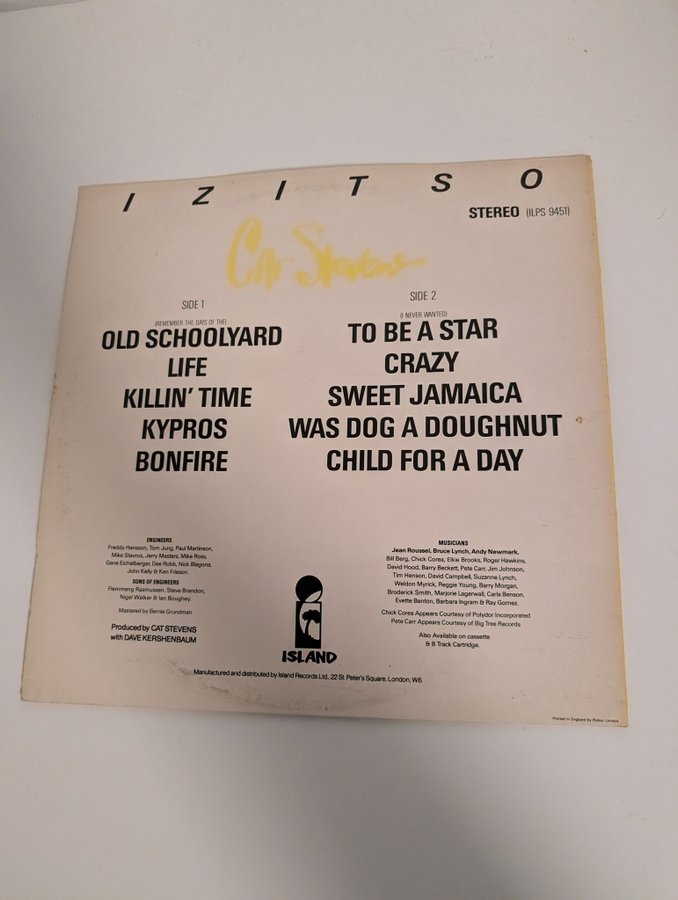 IZITSO
STEREO (ILPS 9451)
Cat Stevens
SIDE 1
(REMEMBER THE DAYS OF THE)
OLD SCHOOLYARD
LIFE
KILLIN' TIME
KYPROS
BONFIRE
SIDE 2
(I NEVER WANTED)
TO BE A STAR
CRAZY
SWEET JAMAICA
WAS DOG A DOUGHNUT
CHILD FOR A DAY
ENGINEERS
Freddy Hansson, Tom Jung, Paul Martinson,
Mike Stavros, Jerry Masters, Mike Ross,
Gene Eichelberger, Dee Robb, Nick Blagona,
John Kelly & Ken Friesen
SONS OF ENGINEERS
Flemming Rasmussen, Steve Brandon,
Nigel Walker & Ian Boughey.
Mastered by Bernie Grundman
Produced by CAT STEVENS
with DAVE KERSHENBAUM
MUSICIANS
Jean Roussel, Bruce Lynch, Andy Newmark,
Bill Berg, Chick Corea, Elkie Brooks, Roger Hawkins,
David Hood, Barry Beckett, Pete Carr, Jim Johnson,
Tim Henson, David Campbell, Suzanne Lynch,
Weldon Myrick, Reggie Young, Barry Morgan,
Broderick Smith, Marjorie Lagerwall, Carla Benson,
Evette Benton, Barbara Ingram & Ray Gomez.
Chick Corea Appears Courtesy of Polydor Incorporated
Pete Carr Appears Courtesy of Big Tree Records
Also Available on cassette
& 8 Track Cartridge.
ISLAND
Manufactured and distributed by Island Records Ltd., 22 St. Peter's Square, London, W6.
Printed in England by Robor Limited